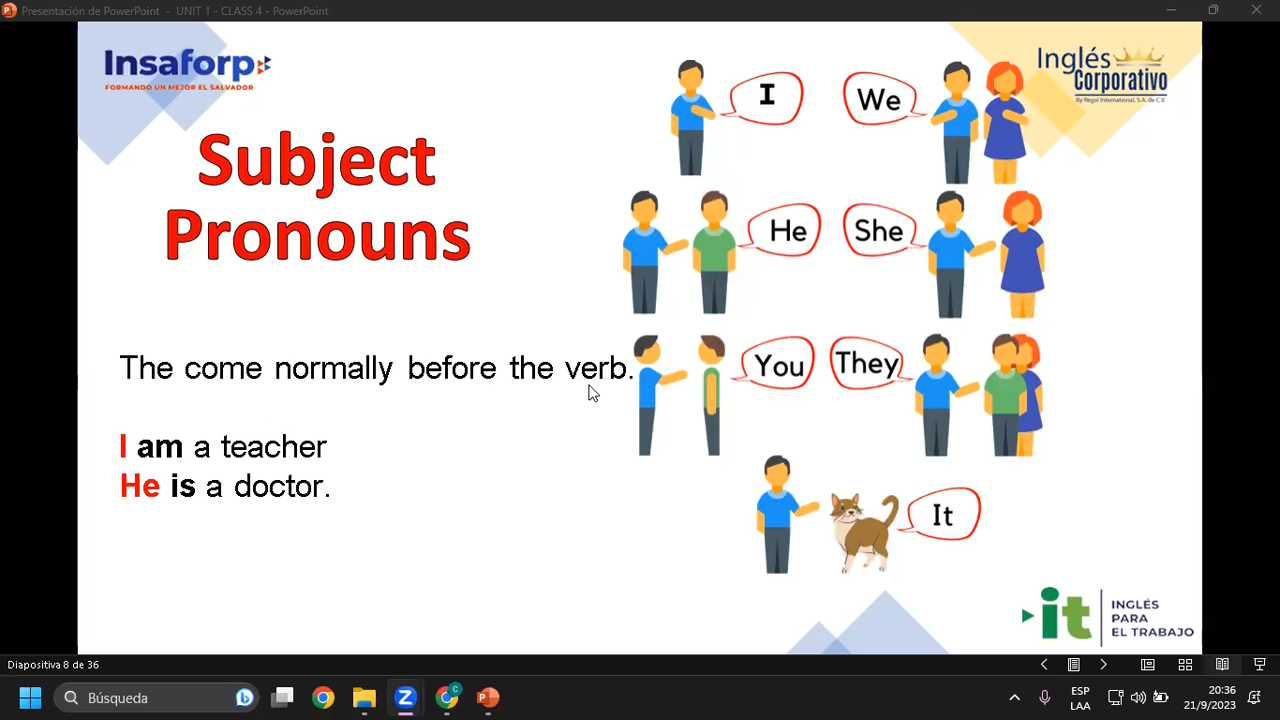 Presentación de PowerPoint - UNIT 1 - CLASS 4 - PowerPoint
Insaforp
FORMANDO UN MEJOR EL SALVADOR
Inglés
Corporativo
By Regal International, S.A. de C.V.
Subject
Pronouns
I
We
He
She
You
They
It
The come normally before the verb.
I am a teacher
He is a doctor.
it
INGLÉS
PARA
EL TRABAJO
Diapositiva 8 de 36
Búsqueda
ESP
LAA
20:36
21/9/2023